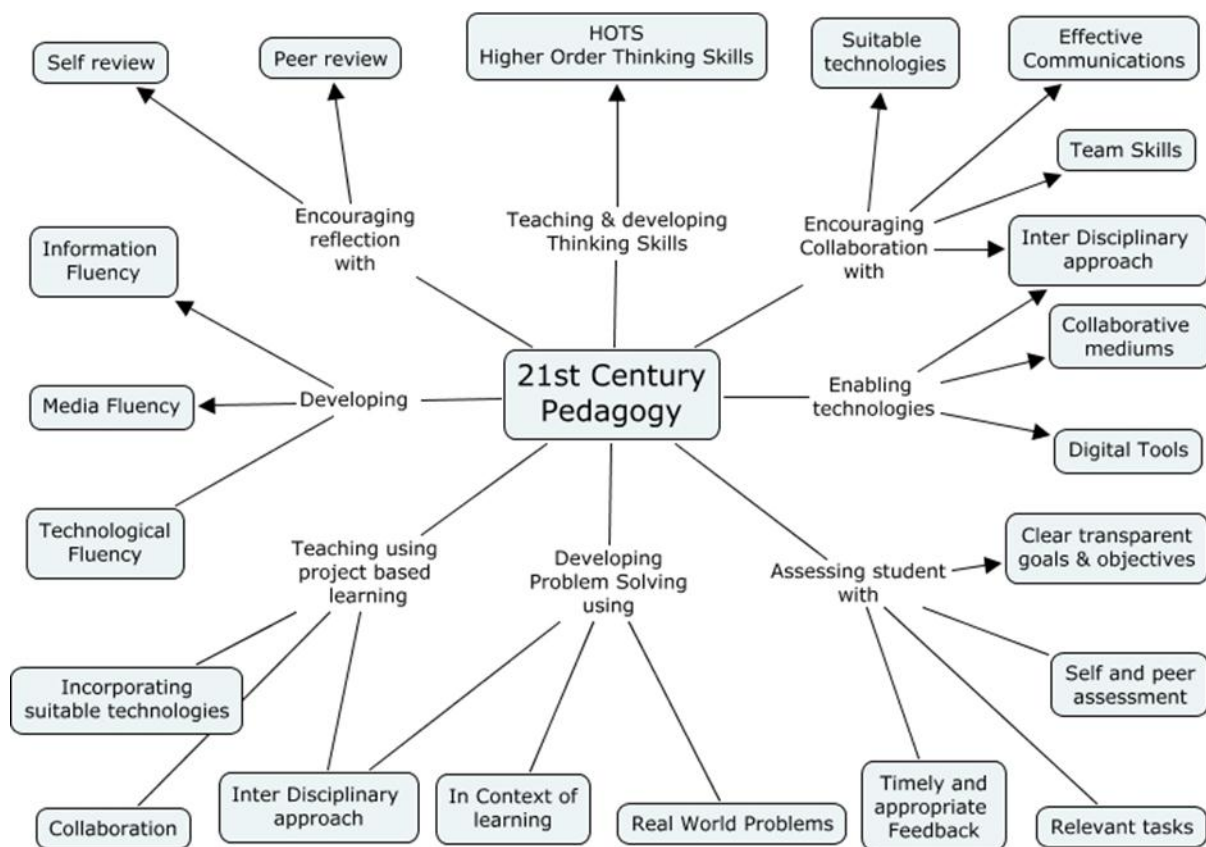 Self review
Peer review
HOTS
Higher Order Thinking Skills
Suitable
technologies
Effective
Communications
Team Skills
Encouraging
reflection
with
Teaching & developing
Thinking Skills
Encouraging
Collaboration
with
Inter Disciplinary
approach
Information
Fluency
Collaborative
mediums
21st Century
Pedagogy
Developing
Media Fluency
Enabling
technologies
Digital Tools
Technological
Fluency
Teaching using
project based
learning
Developing
Problem Solving
using
Assessing student
with
Clear transparent
goals & objectives
Incorporating
suitable technologies
Self and peer
assessment
Collaboration
Inter Disciplinary
approach
In Context of
learning
Real World Problems
Timely and
appropriate
Feedback
Relevant tasks